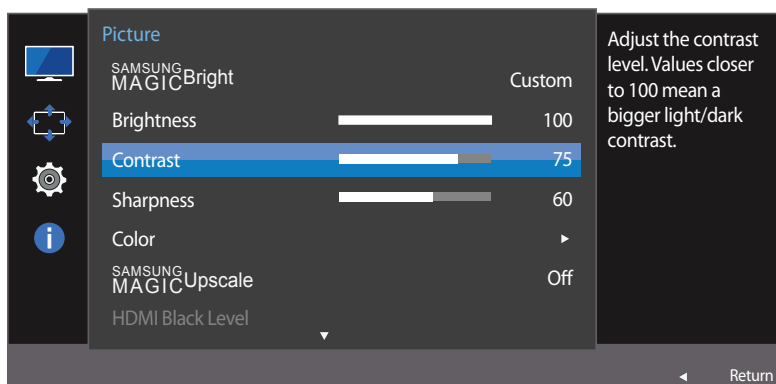 Picture
SAMSUNG
MAGICBright Custom
Brightness 100
Contrast 75
Sharpness 60
Color
SAMSUNG
MAGICUpscale Off
HDMI Black Level
Adjust the contrast
level. Values closer
to 100 mean a
bigger light/dark
contrast.
Return